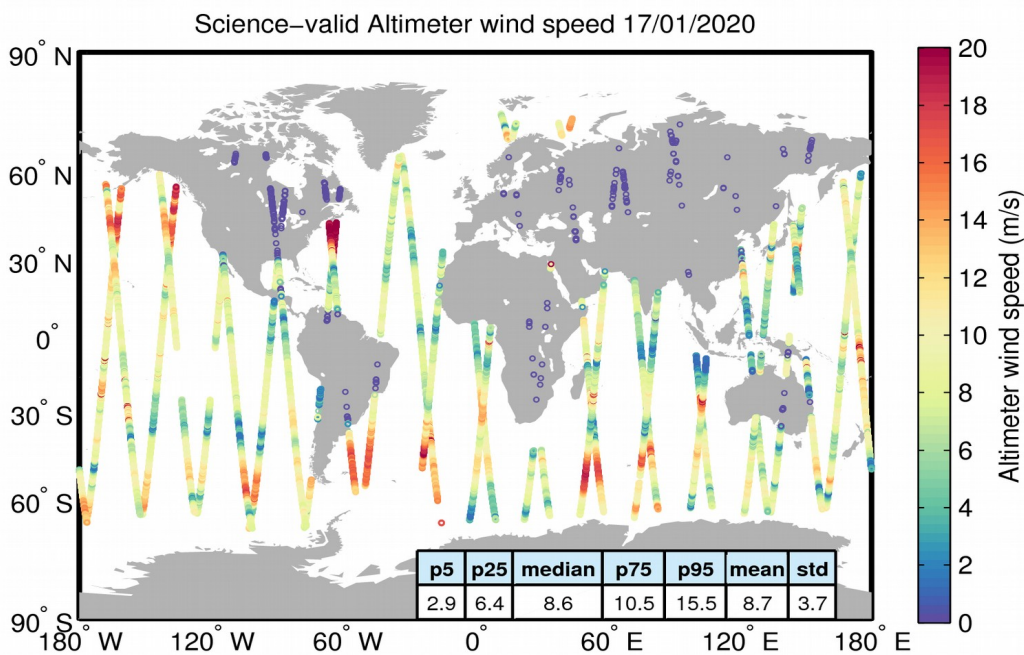 Science−valid Altimeter wind speed 17/01/2020
90° N
60° N
30° N
0°
30° S
60° S
90° S
180° W
120° W
60° W
0°
60° E
120° E
180° E
p5 p25 median p75 p95 mean std
2.9 6.4 8.6 10.5 15.5 8.7 3.7
20
18
16
14
12
10
8
6
4
2
0
Altimeter wind speed (m/s)